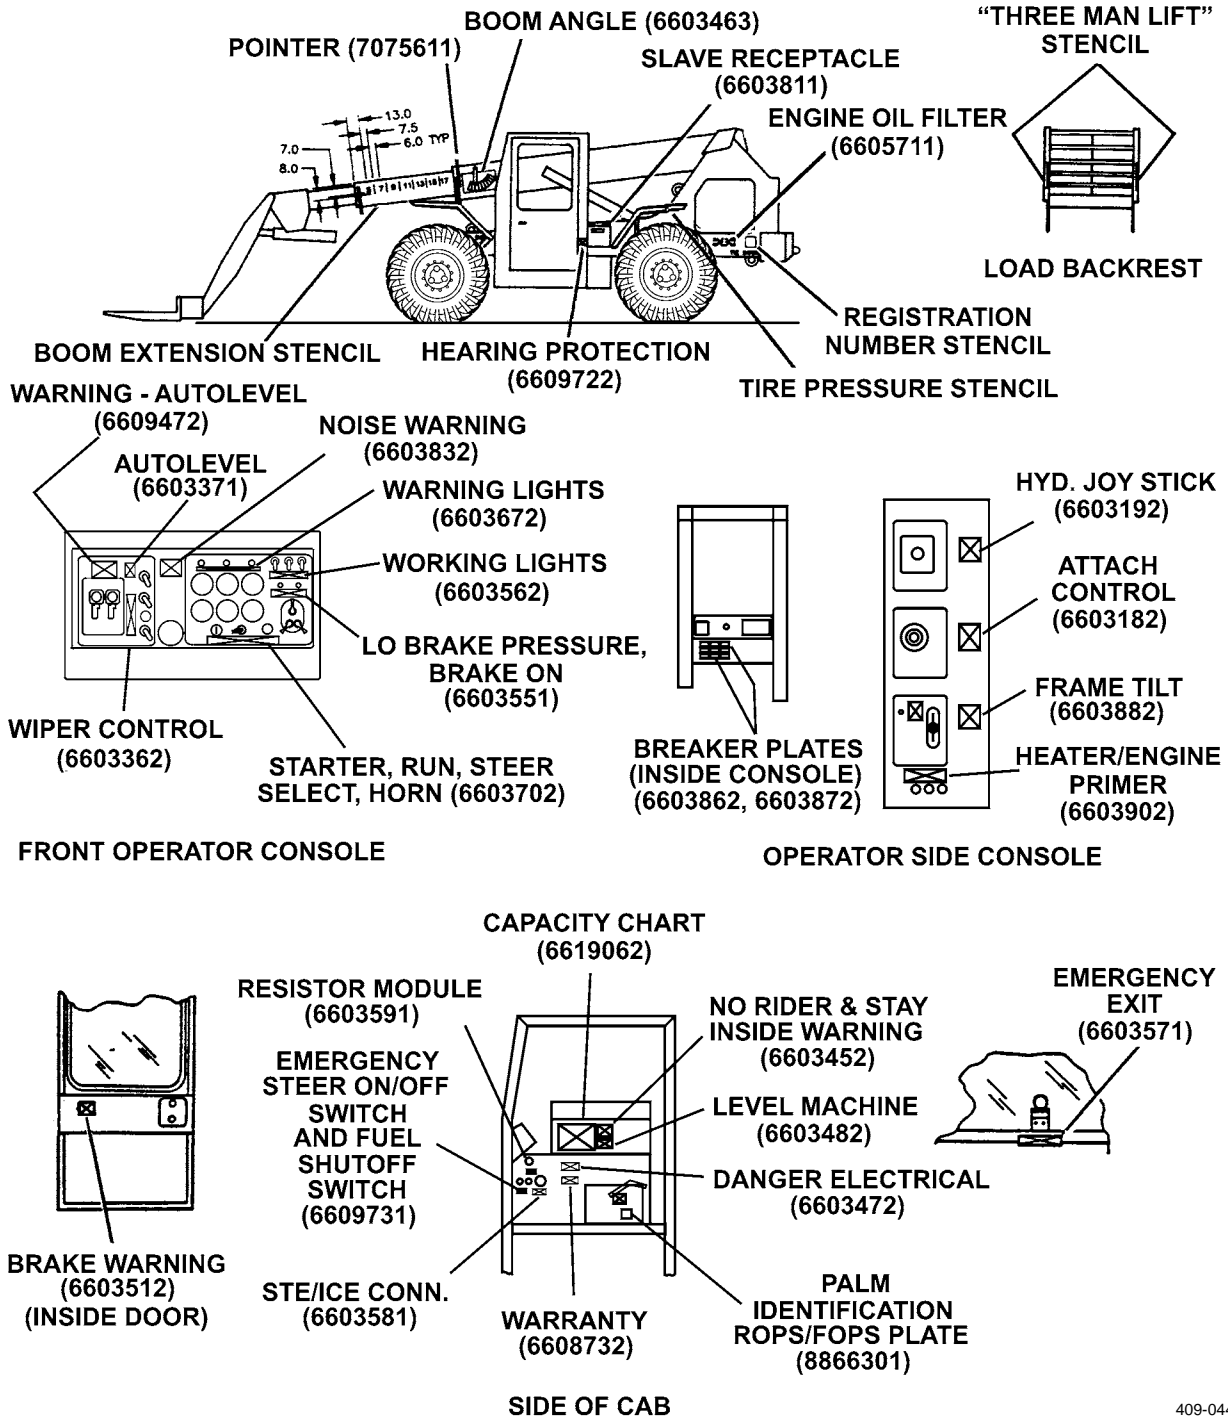 BOOM ANGLE (6603463)
POINTER (7075611)
SLAVE RECEPTACLE
(6603811)
ENGINE OIL FILTER
(6605711)
“THREE MAN LIFT”
STENCIL
13.0
7.5
6.0 TYP
7.0
8.0
5 7 9 11 13 15 17
LOAD BACKREST
REGISTRATION
NUMBER STENCIL
BOOM EXTENSION STENCIL
HEARING PROTECTION
(6609722)
TIRE PRESSURE STENCIL
WARNING - AUTOLEVEL
(6609472)
NOISE WARNING
(6603832)
AUTOLEVEL
(6603371)
WARNING LIGHTS
(6603672)
WORKING LIGHTS
(6603562)
LO BRAKE PRESSURE,
BRAKE ON
(6603551)
WIPER CONTROL
(6603362)
STARTER, RUN, STEER
SELECT, HORN (6603702)
FRONT OPERATOR CONSOLE
BREAKER PLATES
(INSIDE CONSOLE)
(6603862, 6603872)
HYD. JOY STICK
(6603192)
ATTACH
CONTROL
(6603182)
FRAME TILT
(6603882)
HEATER/ENGINE
PRIMER
(6603902)
OPERATOR SIDE CONSOLE
CAPACITY CHART
(6619062)
RESISTOR MODULE
(6603591)
EMERGENCY
STEER ON/OFF
SWITCH
AND FUEL
SHUTOFF
SWITCH
(6609731)
NO RIDER & STAY
INSIDE WARNING
(6603452)
LEVEL MACHINE
(6603482)
DANGER ELECTRICAL
(6603472)
EMERGENCY
EXIT
(6603571)
BRAKE WARNING
(6603512)
(INSIDE DOOR)
STE/ICE CONN.
(6603581)
WARRANTY
(6608732)
PALM
IDENTIFICATION
ROPS/FOPS PLATE
(8866301)
SIDE OF CAB